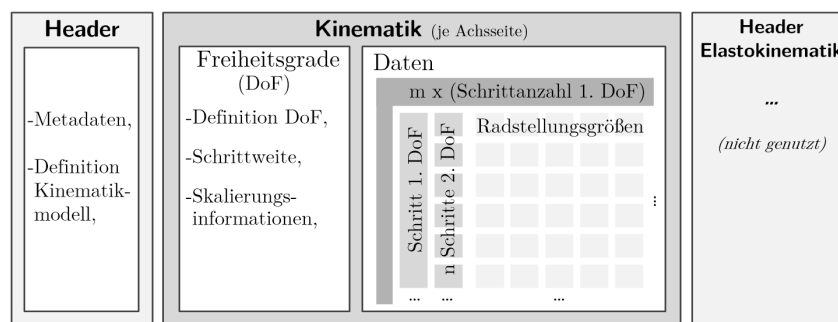 Header
-Metadaten,
-Definition
Kinematik-
modell,
Kinematik (je Achsseite)
Freiheitsgrade
(DoF)
-Definition DoF,
-Schrittweite,
-Skalierungs-
informationen,
Daten
m x (Schrittanzahl 1. DoF)
Schritt 1. DoF
n Schritte 2. DoF
Radstellungsgrößen
...
...
...
...
Header
Elastokinematik
...
(nicht genutzt)